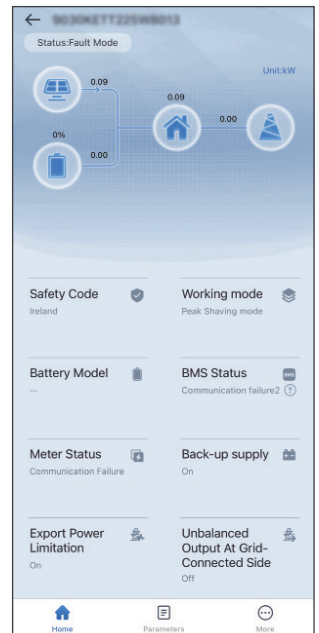 Status:Fault Mode
Unit:kW
0.09
0.09
0%
0.00
0.00
Safety Code
Ireland
Working mode
Peak Shaving mode
Battery Model
--
BMS Status
BMS
Communication failure2 ?
Meter Status
Communication Failure
Back-up supply
On
Export Power
Limitation
On
Unbalanced
Output At Grid-
Connected Side
Off
Home
Parameters
More